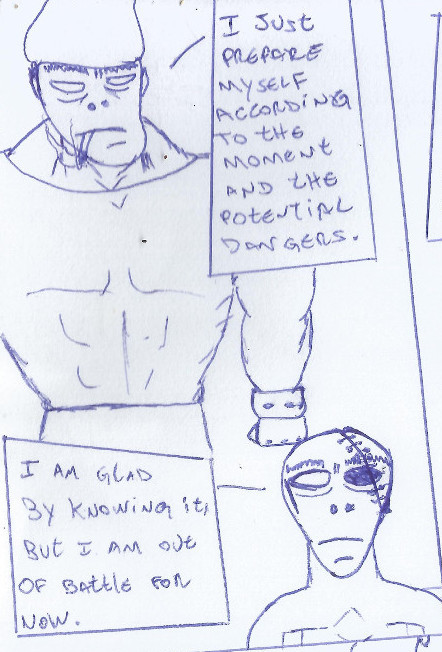 I JUST
PREPARE
MYSELF
ACCORDING
TO THE
MOMENT
AND THE
POTENTIAL
DANGERS.
I AM GLAD
BY KNOWING it,
BUT I AM OUT
OF BATTLE FOR
NOW.